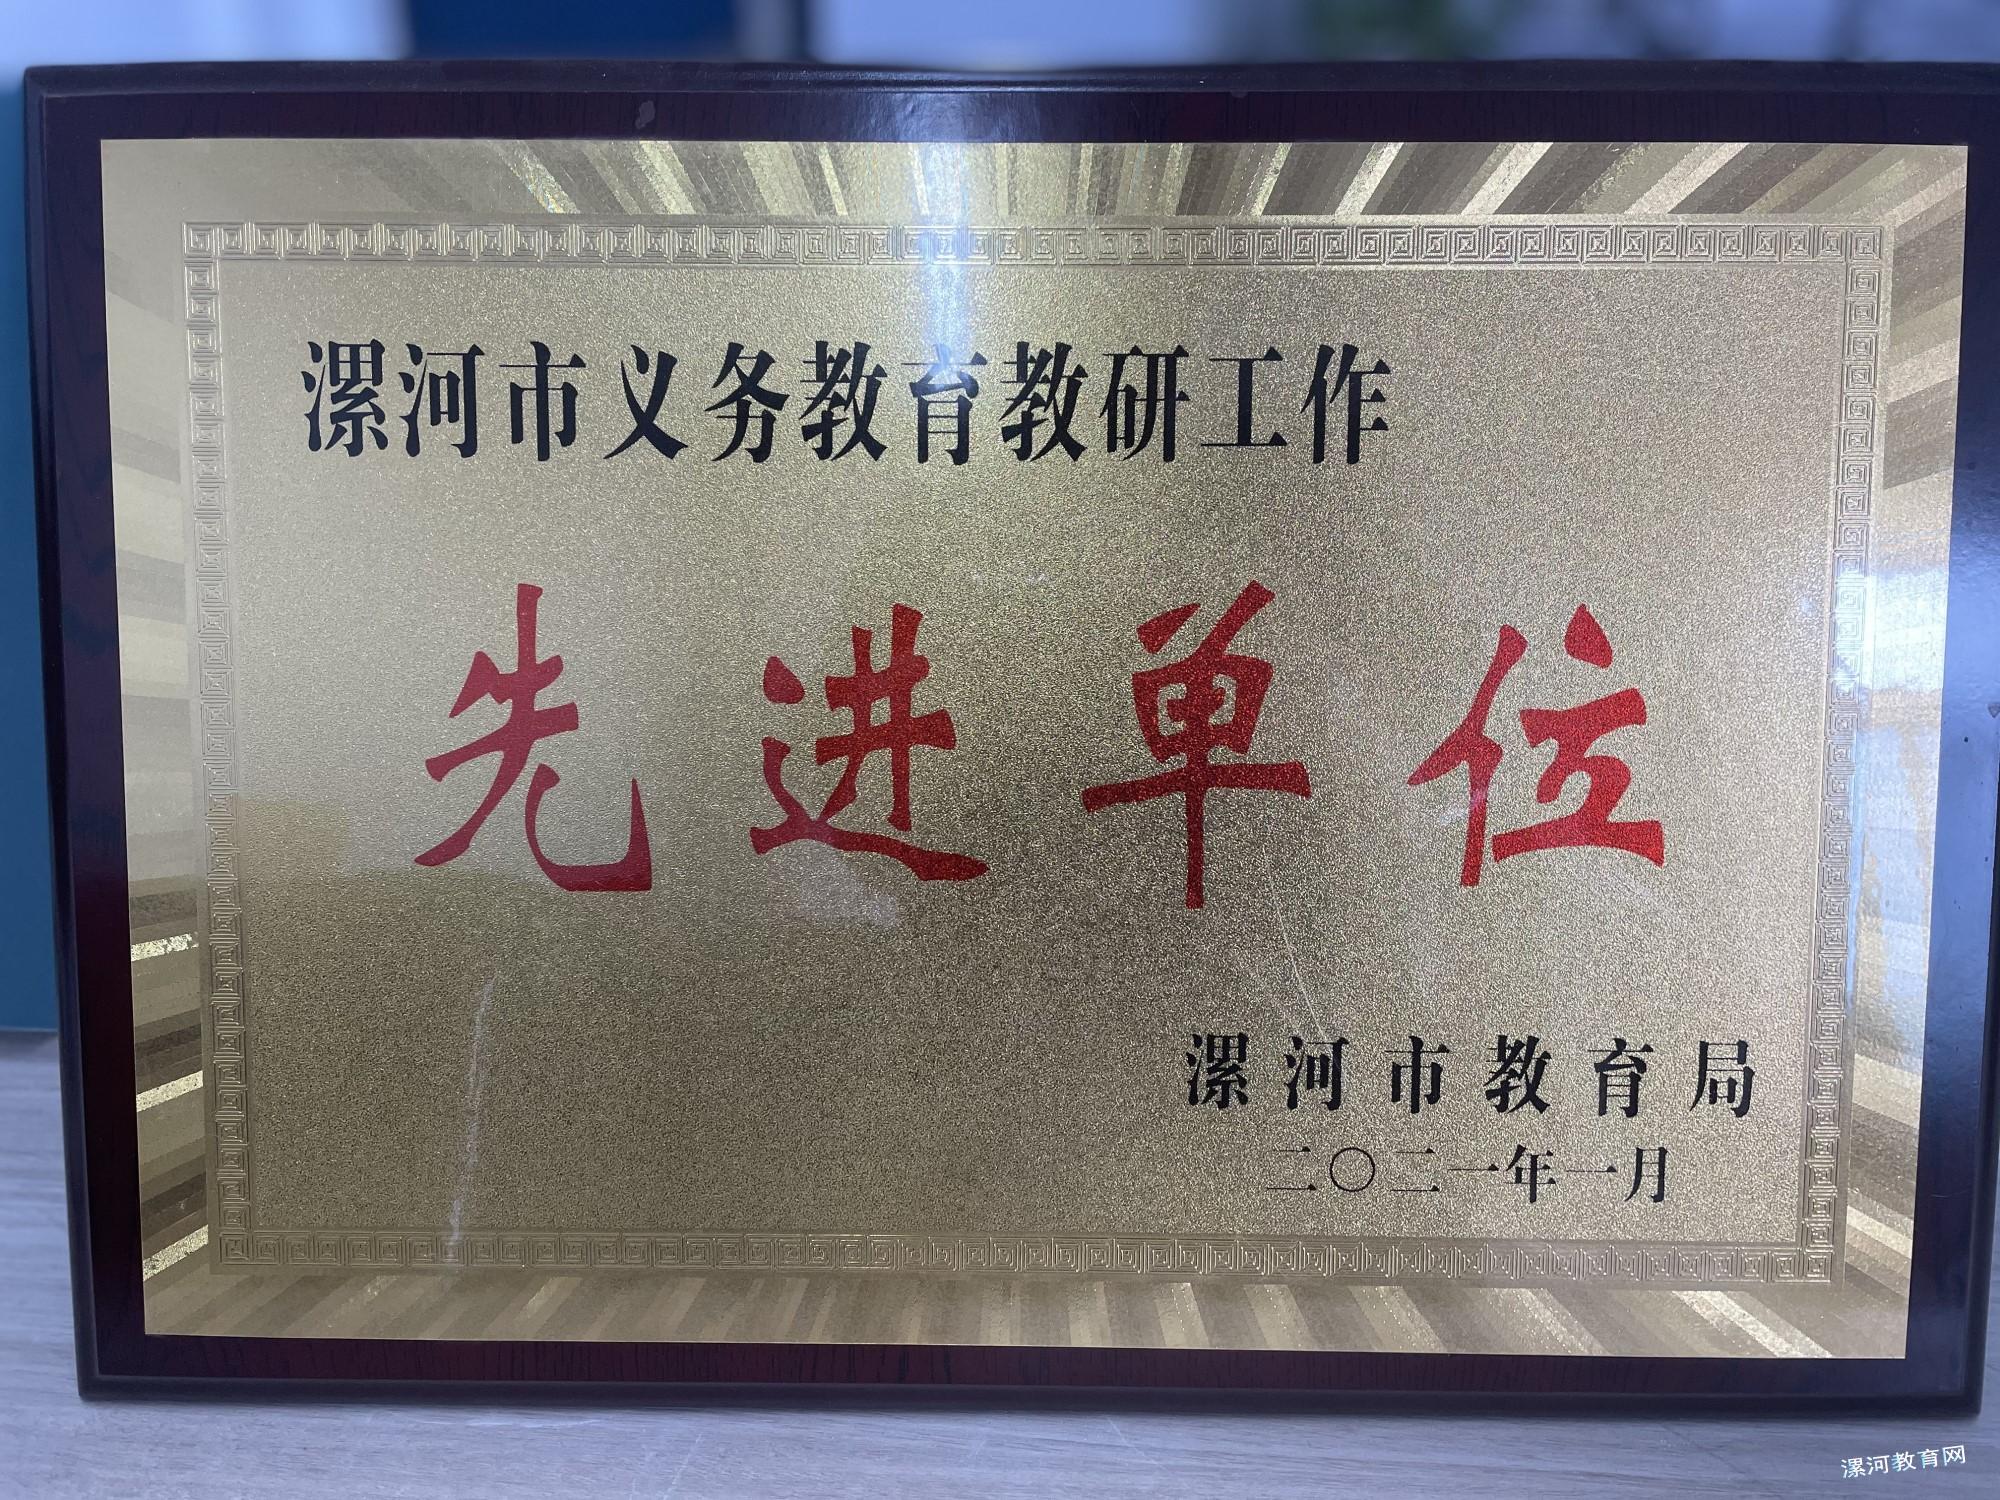 漯河市义务教育教研工作
先进单位
漯河市教育局
二〇二一年一月
漯河教育网